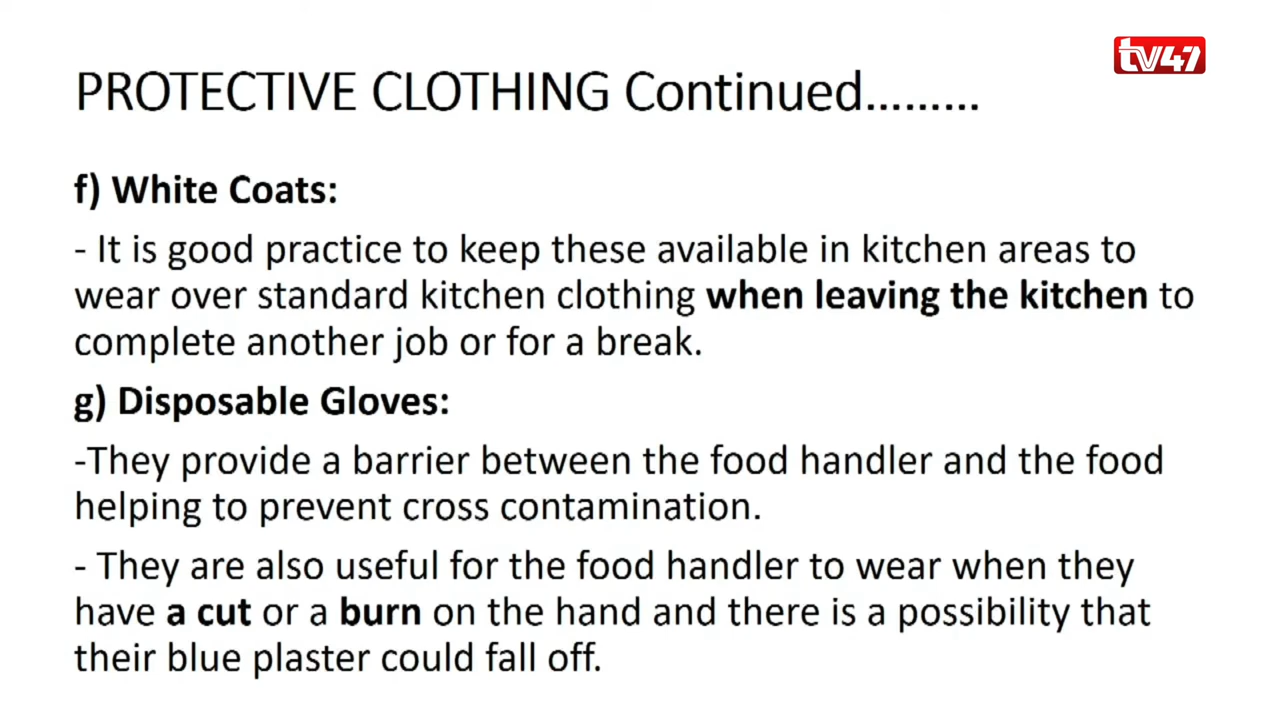 tv47
PROTECTIVE CLOTHING Continued.........
f) White Coats:
- It is good practice to keep these available in kitchen areas to
wear over standard kitchen clothing when leaving the kitchen to
complete another job or for a break.
g) Disposable Gloves:
-They provide a barrier between the food handler and the food
helping to prevent cross contamination.
- They are also useful for the food handler to wear when they
have a cut or a burn on the hand and there is a possibility that
their blue plaster could fall off.